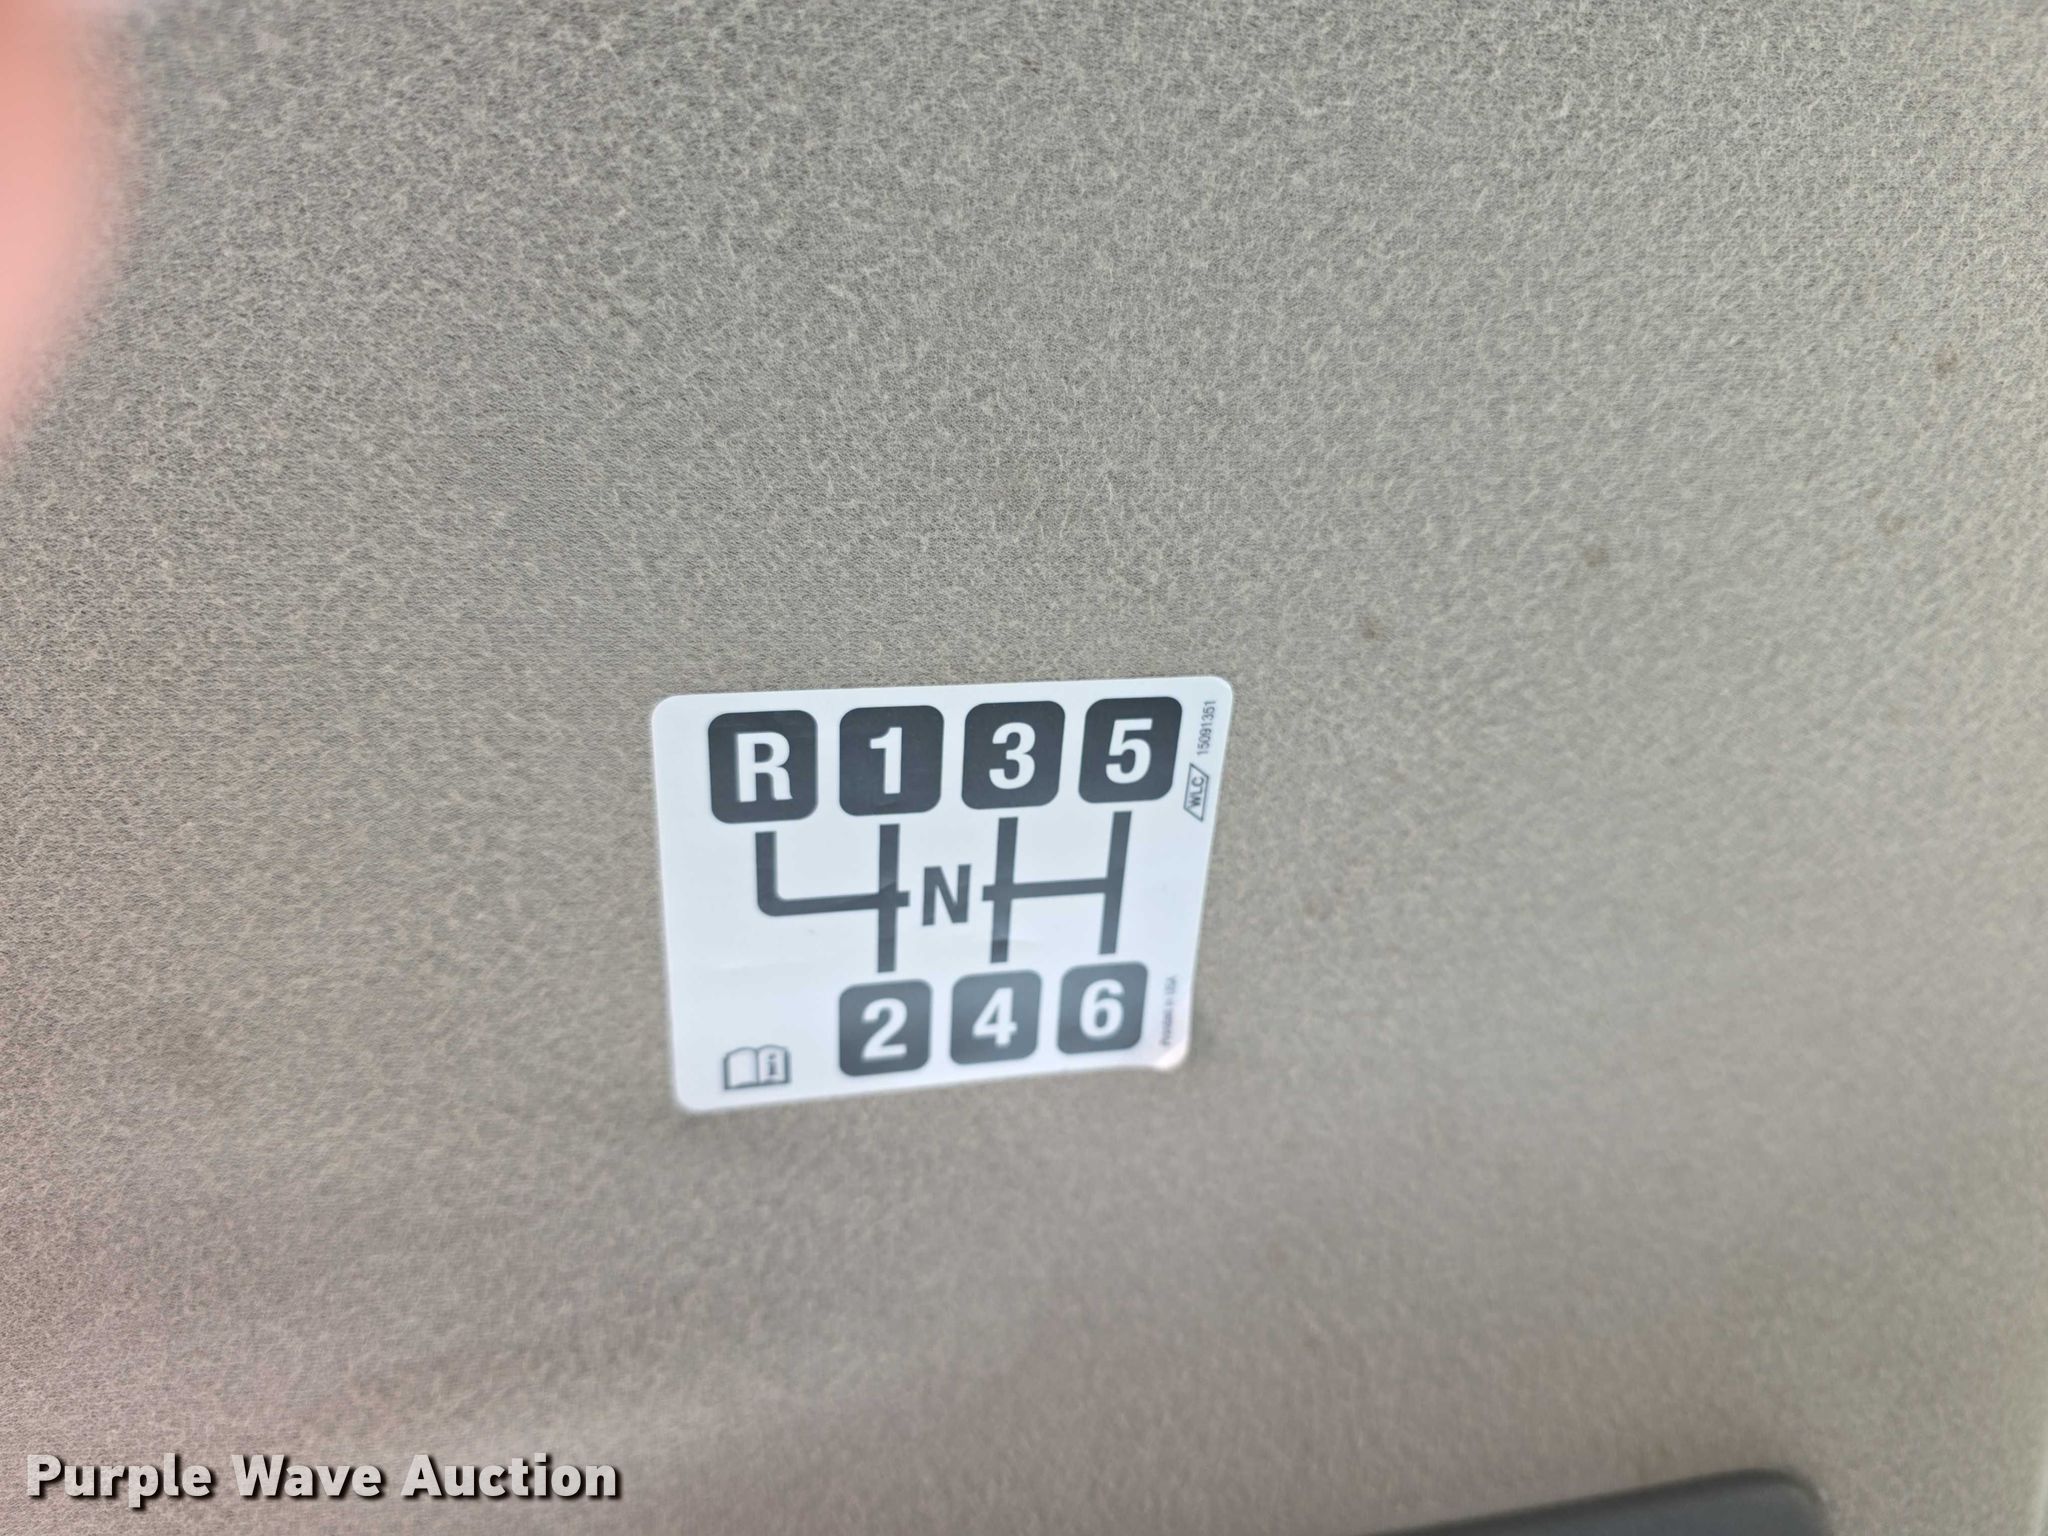 R 1 3 5
N
2 4 6
15091351
WLC
Purple Wave Auction